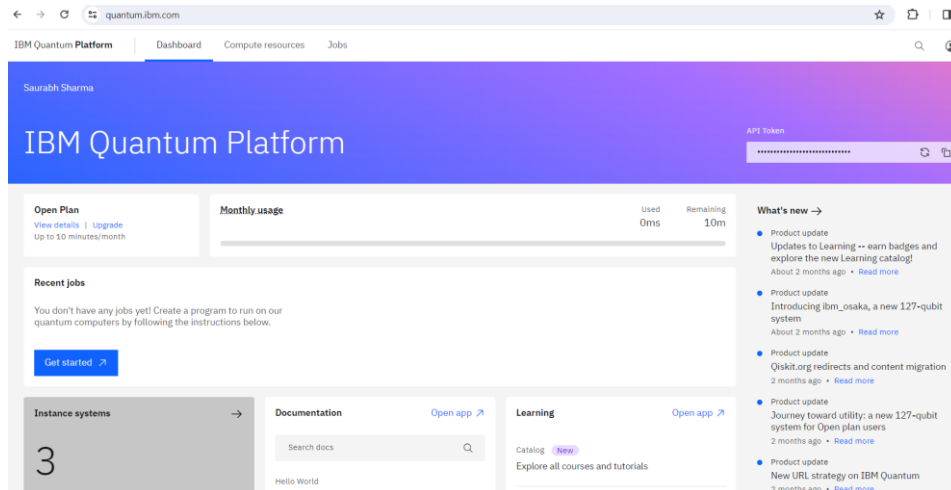 quantum.ibm.com
IBM Quantum Platform
Dashboard
Compute resources
Jobs
Saurabh Sharma
IBM Quantum Platform
API Token
Open Plan
View details | Upgrade
Up to 10 minutes/month
Monthly usage
Used
0ms
Remaining
10m
Recent jobs
You don't have any jobs yet! Create a program to run on our
quantum computers by following the instructions below.
Get started
Instance systems
3
Documentation
Open app
Search docs
Hello World
Learning
Open app
Catalog New
Explore all courses and tutorials
What's new
Product update
Updates to Learning -- earn badges and
explore the new Learning catalog!
About 2 months ago • Read more
Product update
Introducing ibm_osaka, a new 127-qubit
system
About 2 months ago • Read more
Product update
Qiskit.org redirects and content migration
2 months ago • Read more
Product update
Journey toward utility: a new 127-qubit
system for Open plan users
2 months ago • Read more
Product update
New URL strategy on IBM Quantum
2 months ago • Read more